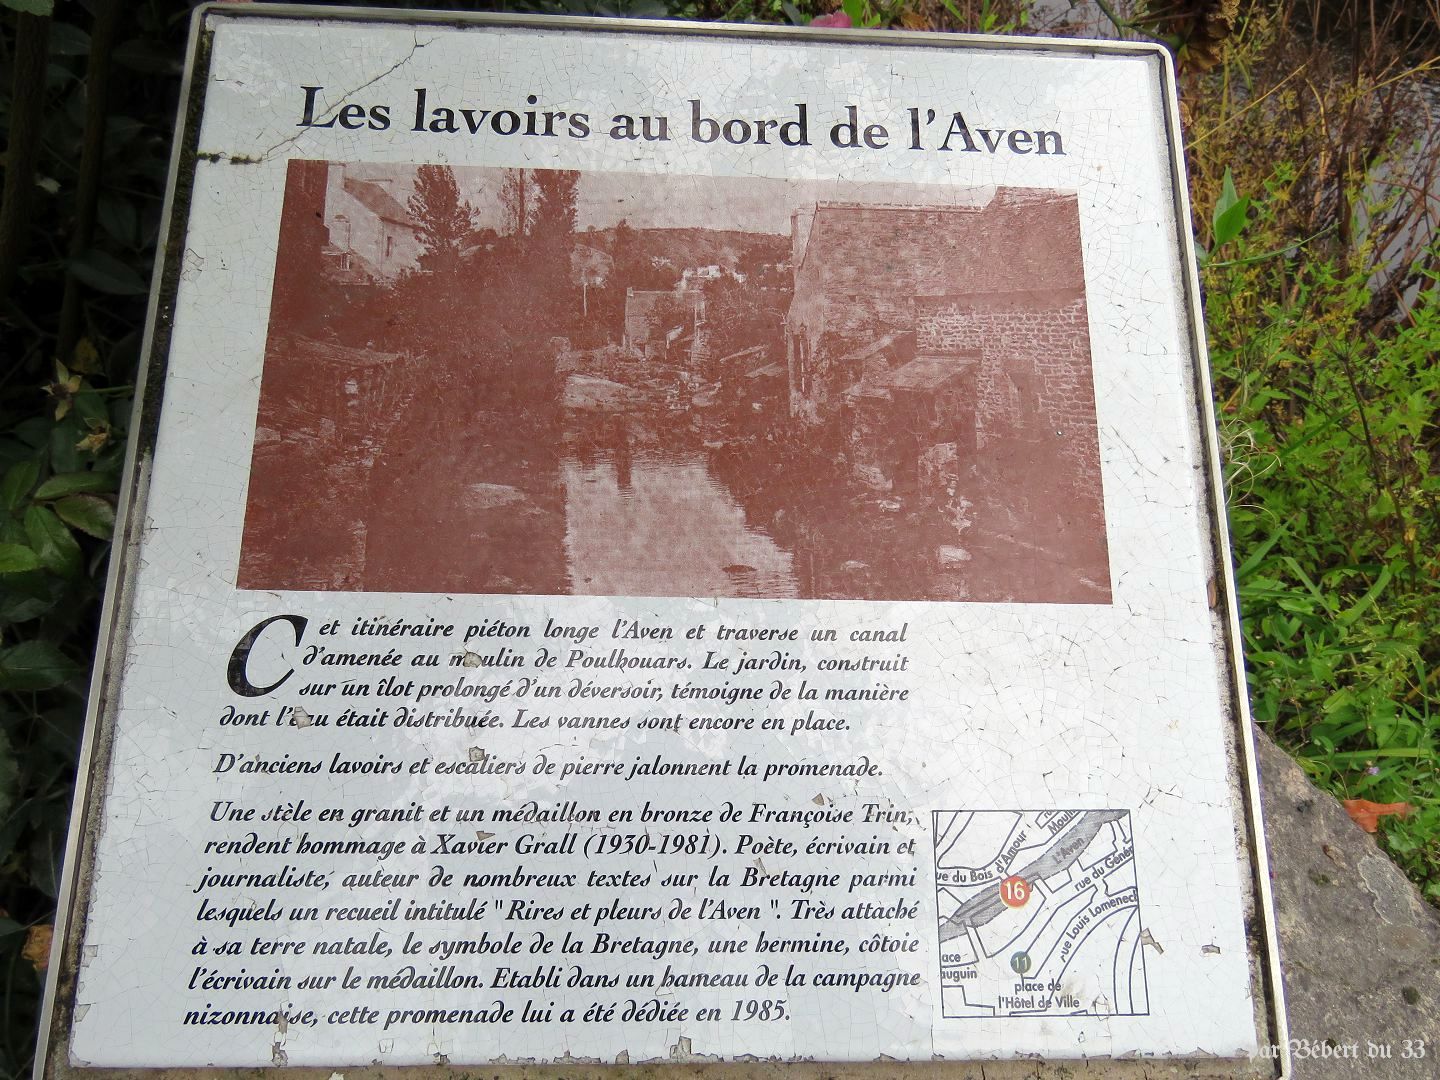 Les lavoirs au bord de l'Aven
Cet itinéraire piéton longe l'Aven et traverse un canal
d'amenée au moulin de Poulhouars. Le jardin, construit
sur un îlot prolongé d'un déversoir, témoigne de la manière
dont l'eau était distribuée. Les vannes sont encore en place.
D'anciens lavoirs et escaliers de pierre jalonnent la promenade.
Une stèle en granit et un médaillon en bronze de Françoise Trin,
rendent hommage à Xavier Grall (1930-1981). Poète, écrivain et
journaliste, auteur de nombreux textes sur la Bretagne parmi
lesquels un recueil intitulé "Rires et pleurs de l'Aven ". Très attaché
à sa terre natale, le symbole de la Bretagne, une hermine, côtoie
l'écrivain sur le médaillon. Etabli dans un hameau de la campagne
nizonnaise, cette promenade lui a été dédiée en 1985.
Moulin
ue du Bois d'Amour
l'Aven
rue du Génér
16
rue Louis Lomenech
11
ace
auguin
place de
l'Hôtel de Ville
par Bébert du 33